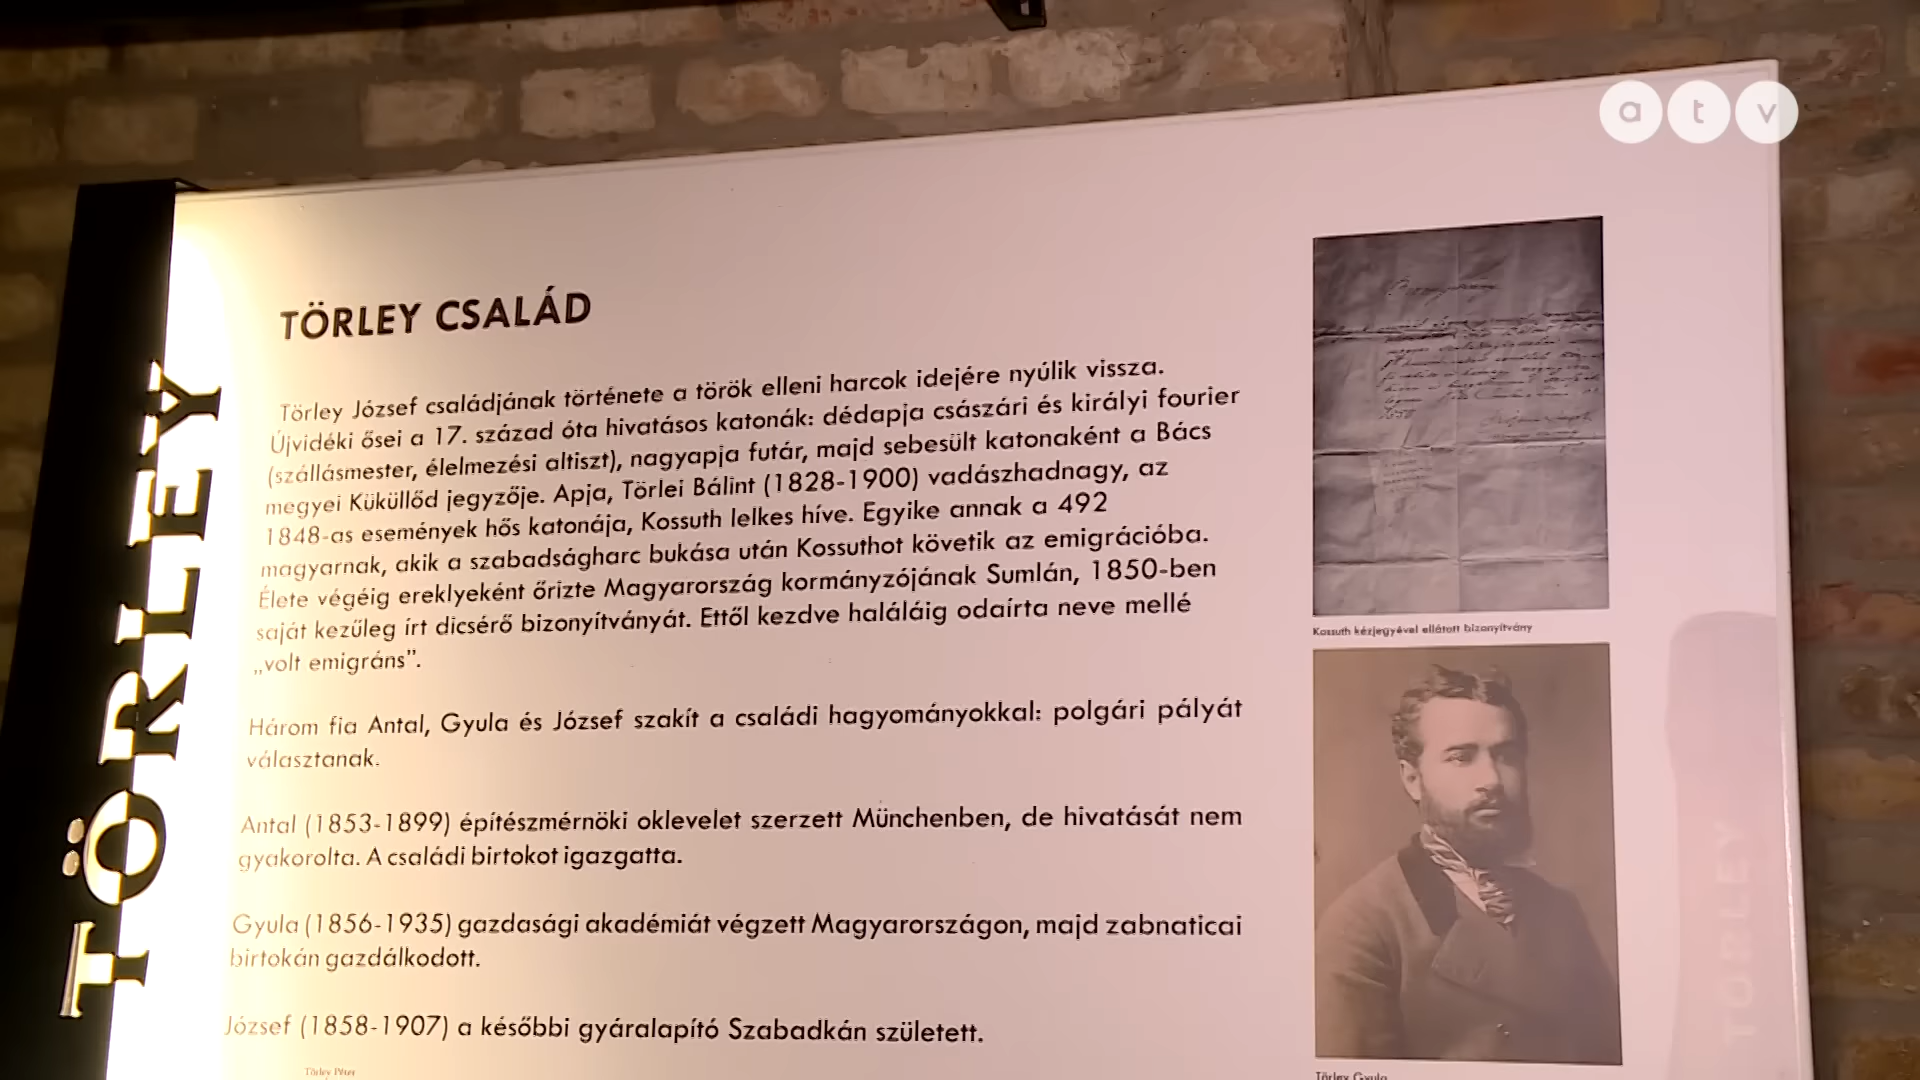 atv
TÖRLEY
TÖRLEY CSALÁD
Törley József családjának története a török elleni harcok idejére nyúlik vissza.
Újvidéki ősei a 17. század óta hivatásos katonák: dédapja császári és királyi fourier
(szállásmester, élelmezési altiszt), nagyapja futár, majd sebesült katonaként a Bács
megyei Küküllőd jegyzője. Apja, Törlei Bálint (1828-1900) vadászhadnagy, az
1848-as események hős katonája, Kossuth lelkes híve. Egyike annak a 492
magyarnak, akik a szabadságharc bukása után Kossuthot követik az emigrációba.
Élete végéig ereklyeként őrizte Magyarország kormányzójának Sumlán, 1850-ben
saját kezűleg írt dicsérő bizonyítványát. Ettől kezdve haláláig odaírta neve mellé
„volt emigráns”.
Három fia Antal, Gyula és József szakít a családi hagyományokkal: polgári pályát
választanak.
Antal (1853-1899) építészmérnöki oklevelet szerzett Münchenben, de hivatását nem
gyakorolta. A családi birtokot igazgatta.
Gyula (1856-1935) gazdasági akadémiát végzett Magyarországon, majd zabnaticai
birtokán gazdálkodott.
József (1858-1907) a későbbi gyáralapító Szabadkán született.
Törley Péter
Kossuth kézjegyével ellátott bizonyítvány
Törley Gyula
TÖRLEY